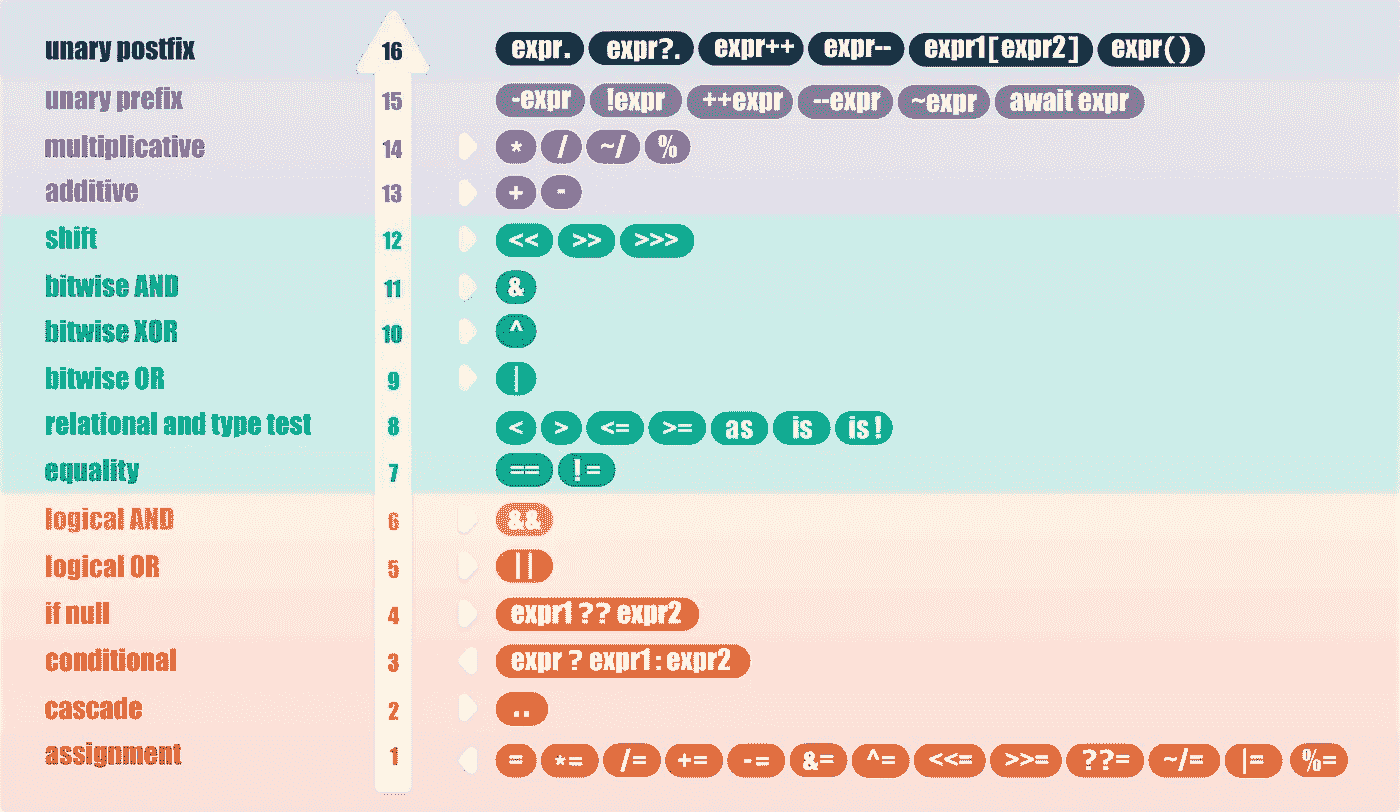 unary postfix 16 expr. expr?. expr++ expr-- expr1[expr2] expr()
unary prefix 15 -expr !expr ++expr --expr ~expr await expr
multiplicative 14 * / ~/ %
additive 13 + -
shift 12 << >> >>>
bitwise AND 11 &
bitwise XOR 10 ^
bitwise OR 9 |
relational and type test 8 < > <= >= as is is!
equality 7 == !=
logical AND 6 &&
logical OR 5 ||
if null 4 expr1 ?? expr2
conditional 3 expr ? expr1 : expr2
cascade 2 ..
assignment 1 = *= /= += -= &= ^= <<= >>= ??= ~/= |= %=